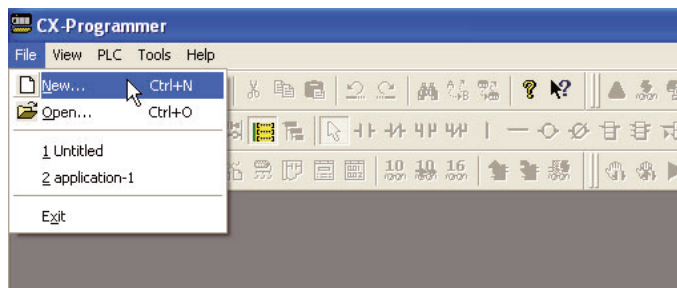 CX-Programmer
File View PLC Tools Help
New... Ctrl+N
Open... Ctrl+O
1 Untitled
2 application-1
Exit
10 10 16